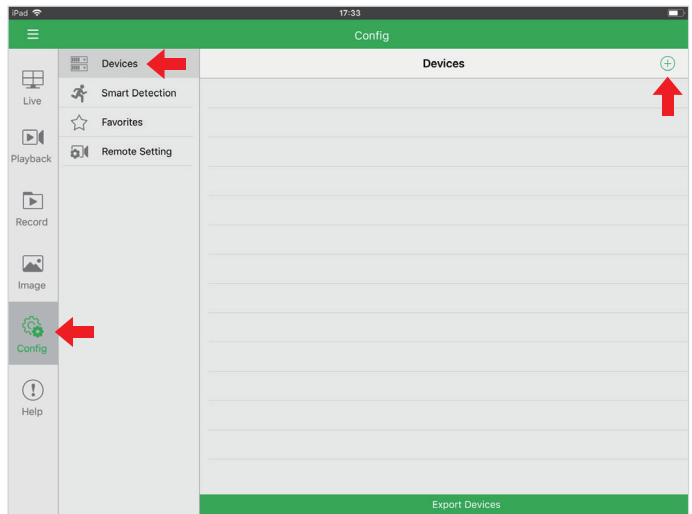 iPad 17:33
Config
Live
Playback
Record
Image
Config
Help
Devices
Smart Detection
Favorites
Remote Setting
Devices
Export Devices